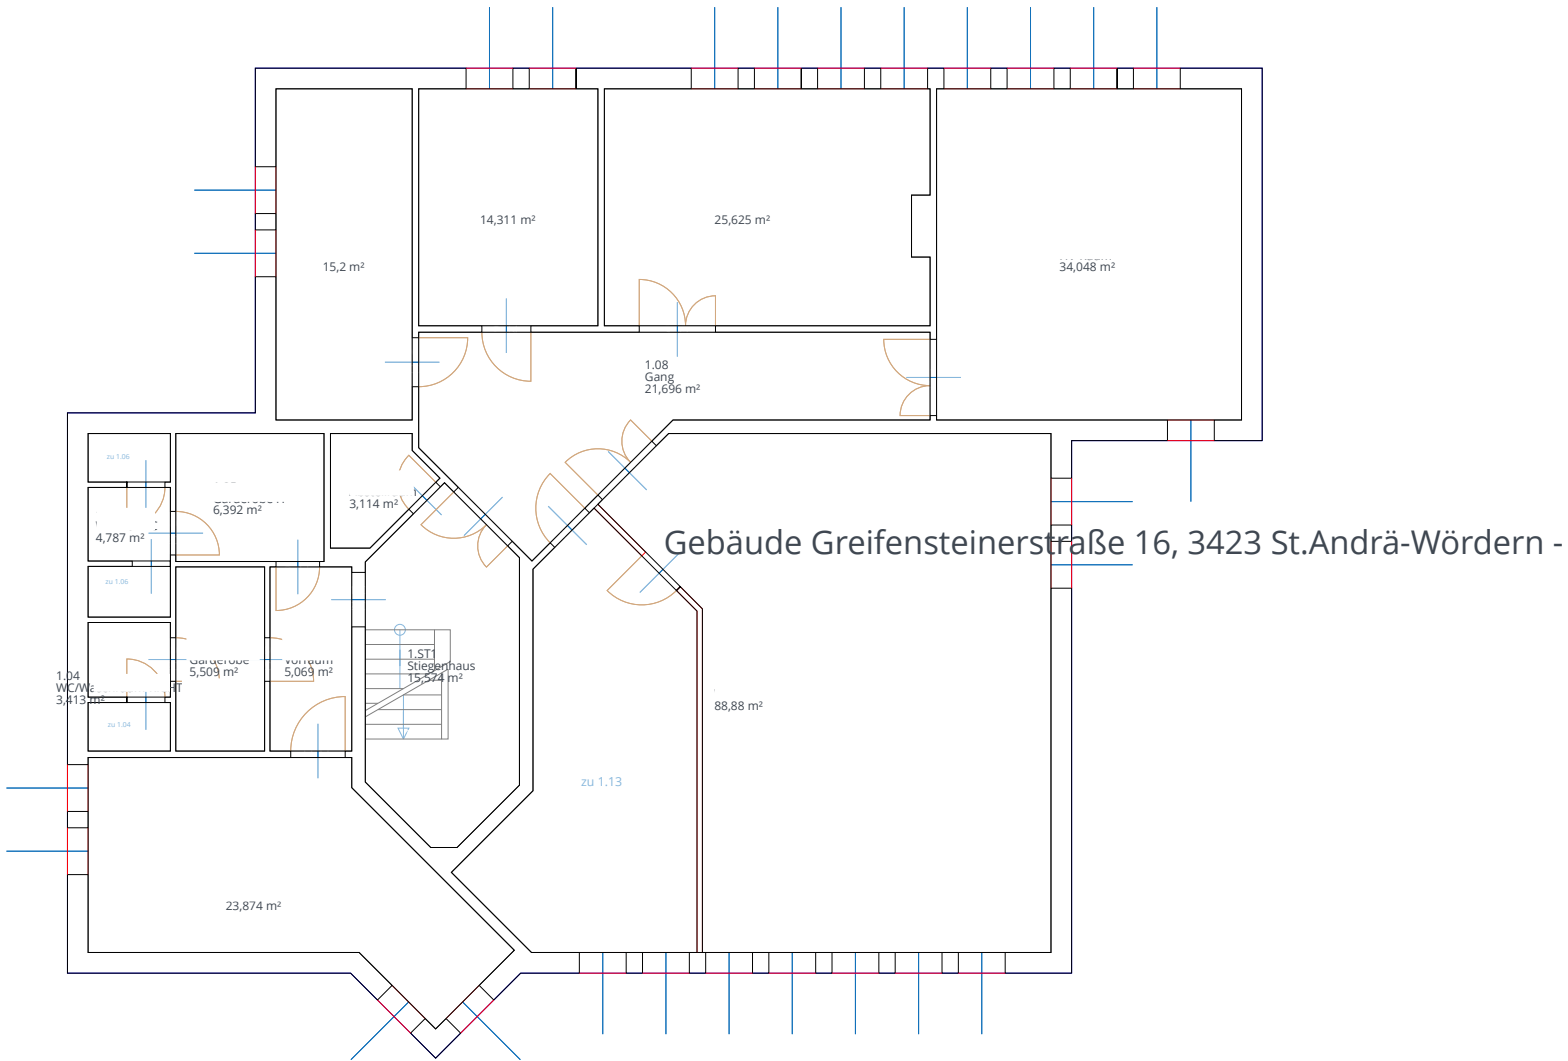 14,311 m²
25,625 m²
15,2 m²
34,048 m²
1.08
Gang
21,696 m²
zu 1.06
6,392 m²
3,114 m²
4,787 m²
Gebäude Greifensteinerstraße 16, 3423 St.Andrä-Wördern -
zu 1.06
1.ST1
Stiegenhaus
15,574 m²
Garderobe
5,509 m²
Vorraum
5,069 m²
1.04
3,413 m²
88,88 m²
zu 1.04
zu 1.13
23,874 m²